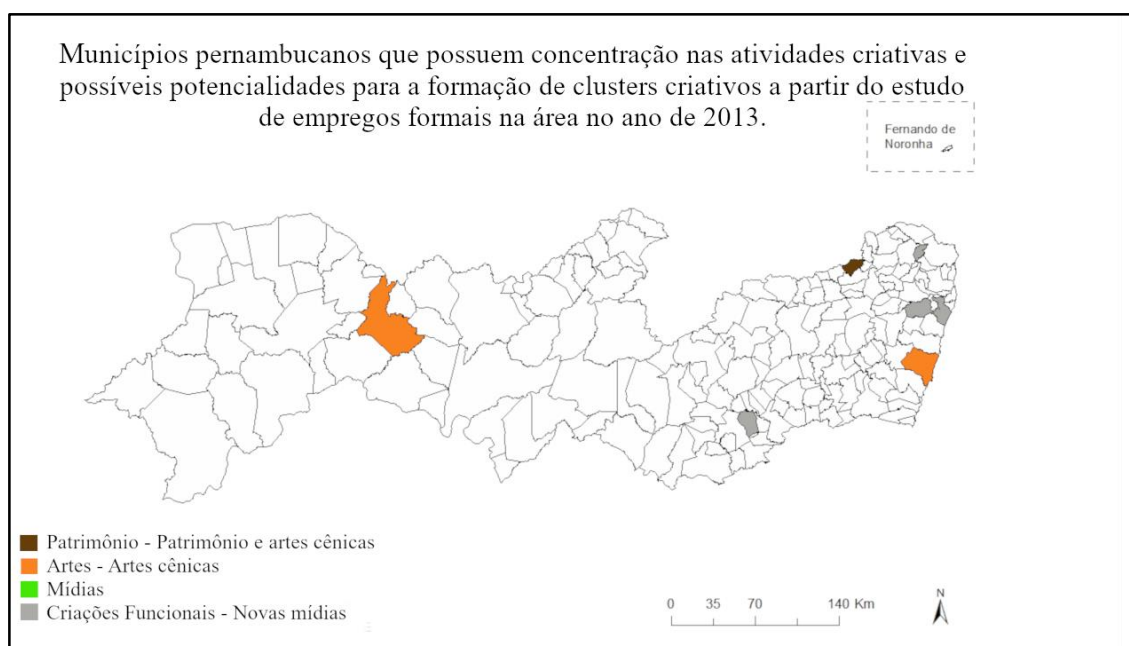 Municípios pernambucanos que possuem concentração nas atividades criativas e
possíveis potencialidades para a formação de clusters criativos a partir do estudo
de empregos formais na área no ano de 2013.
Fernando de
Noronha
Patrimônio - Patrimônio e artes cênicas
Artes - Artes cênicas
Mídias
Criações Funcionais - Novas mídias
0 35 70 140 Km
N